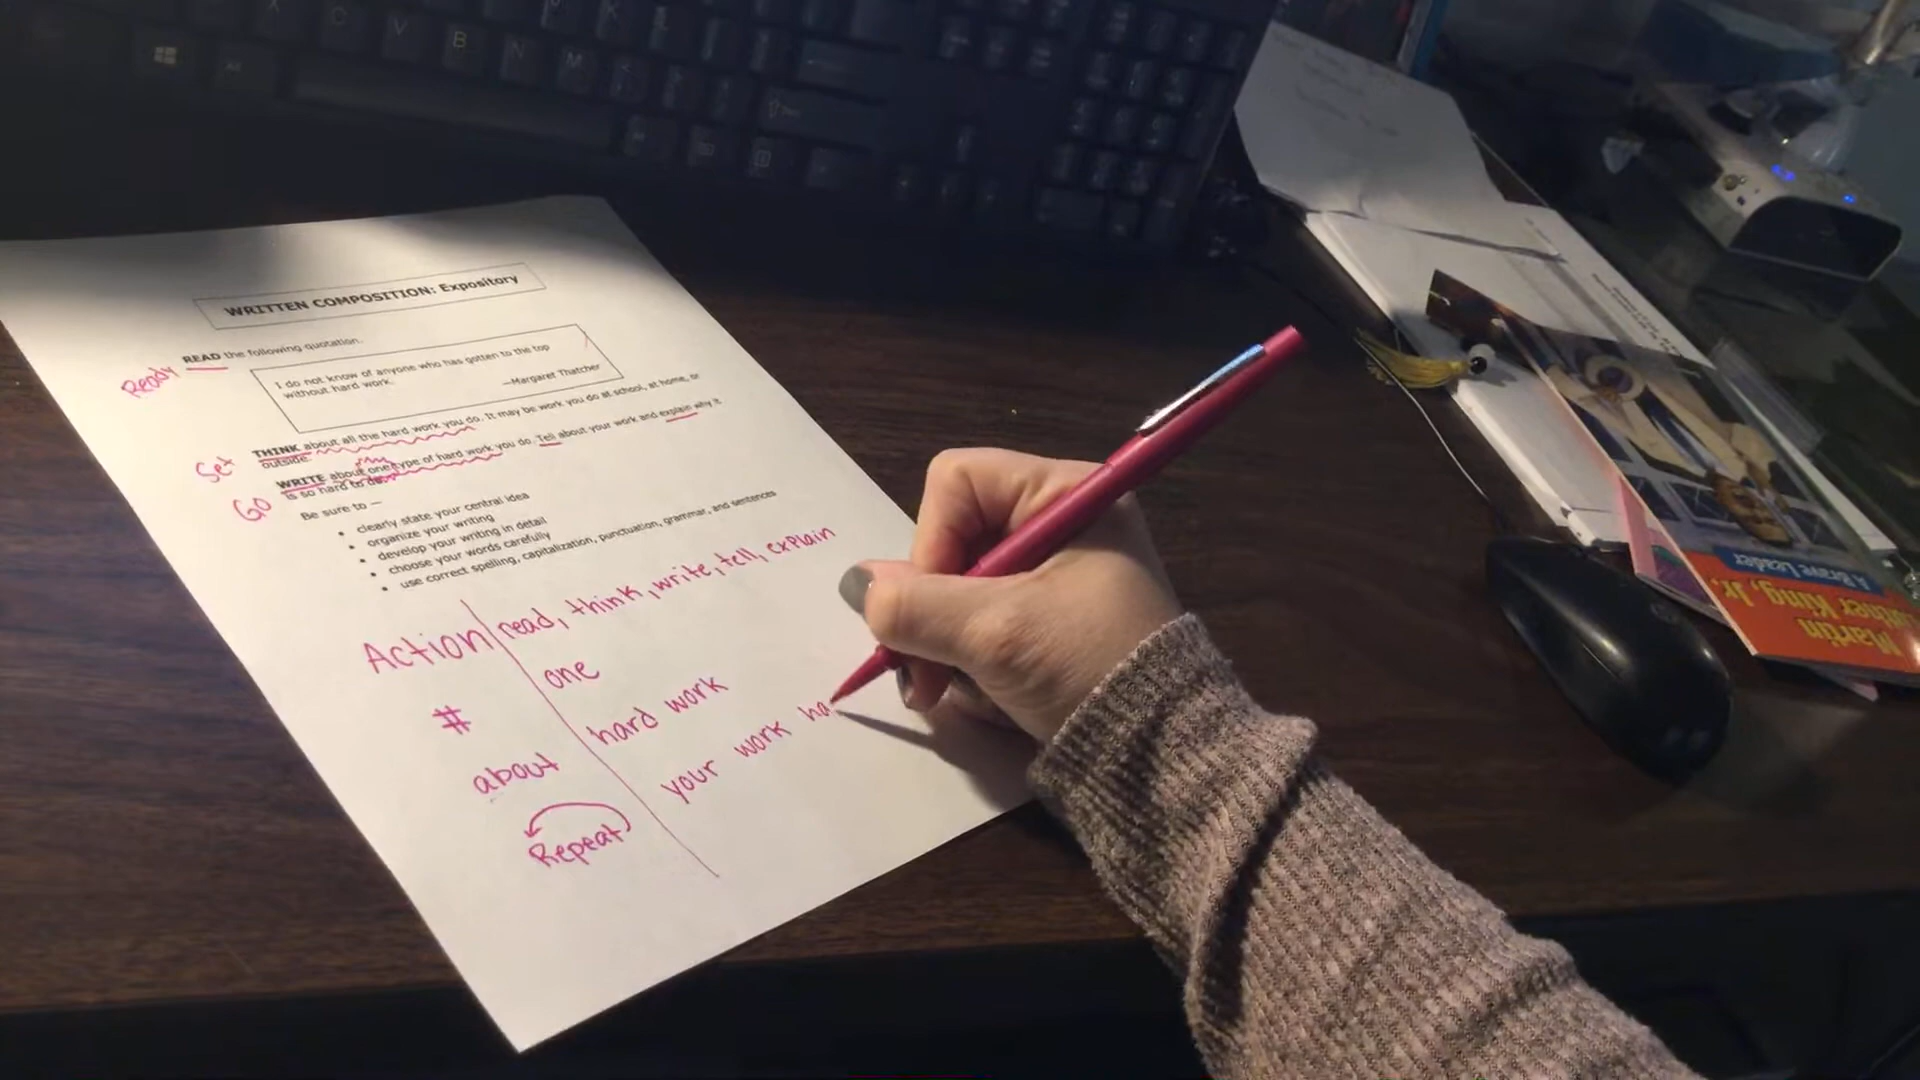 WRITTEN COMPOSITION: Expository
Ready
READ the following quotation.
I do not know of anyone who has gotten to the top
without hard work.
—Margaret Thatcher
Set
THINK about all the hard work you do. It may be work you do at school, at home, or
outside.
GO
WRITE about one type of hard work you do. Tell about your work and explain why it
is so hard to do.
Be sure to —
• clearly state your central idea
• organize your writing
• develop your writing in detail
• choose your words carefully
• use correct spelling, capitalization, punctuation, grammar, and sentences
Action read, think, write, tell, explain
# one
about hard work
Repeat your work ha
Martin
Luther King, Jr.
A Brave Leader
B
N
M
V